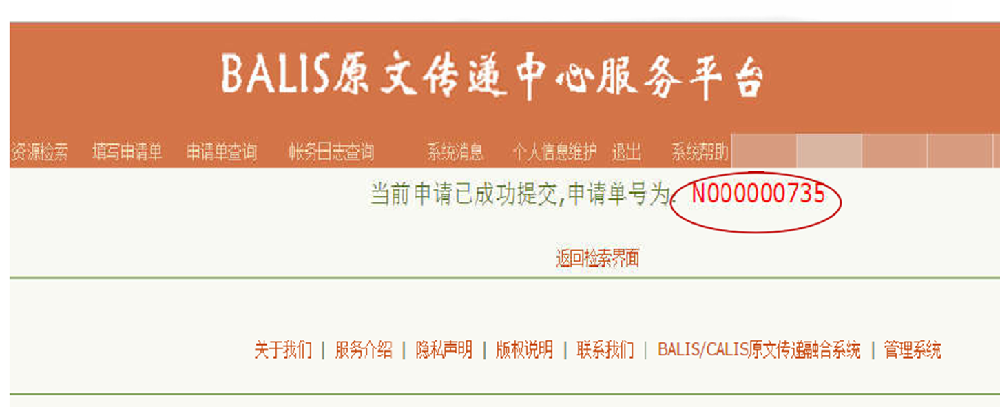 BALIS原文传递中心服务平台
资源检索 填写申请单 申请单查询 帐务日志查询 系统消息 个人信息维护 退出 系统帮助
当前申请已成功提交,申请单号为: N000000735
返回检索界面
关于我们 | 服务介绍 | 隐私声明 | 版权说明 | 联系我们 | BALIS/CALIS原文传递融合系统 | 管理系统